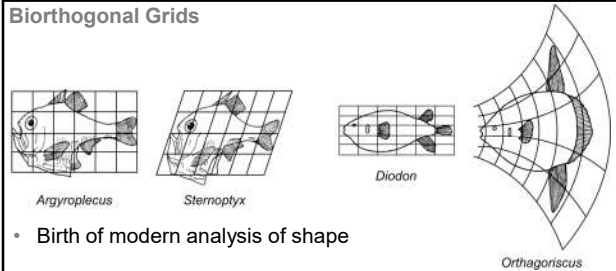 Biorthogonal Grids
Argyroplecus
Sternoptyx
Diodon
Orthagoriscus
• Birth of modern analysis of shape